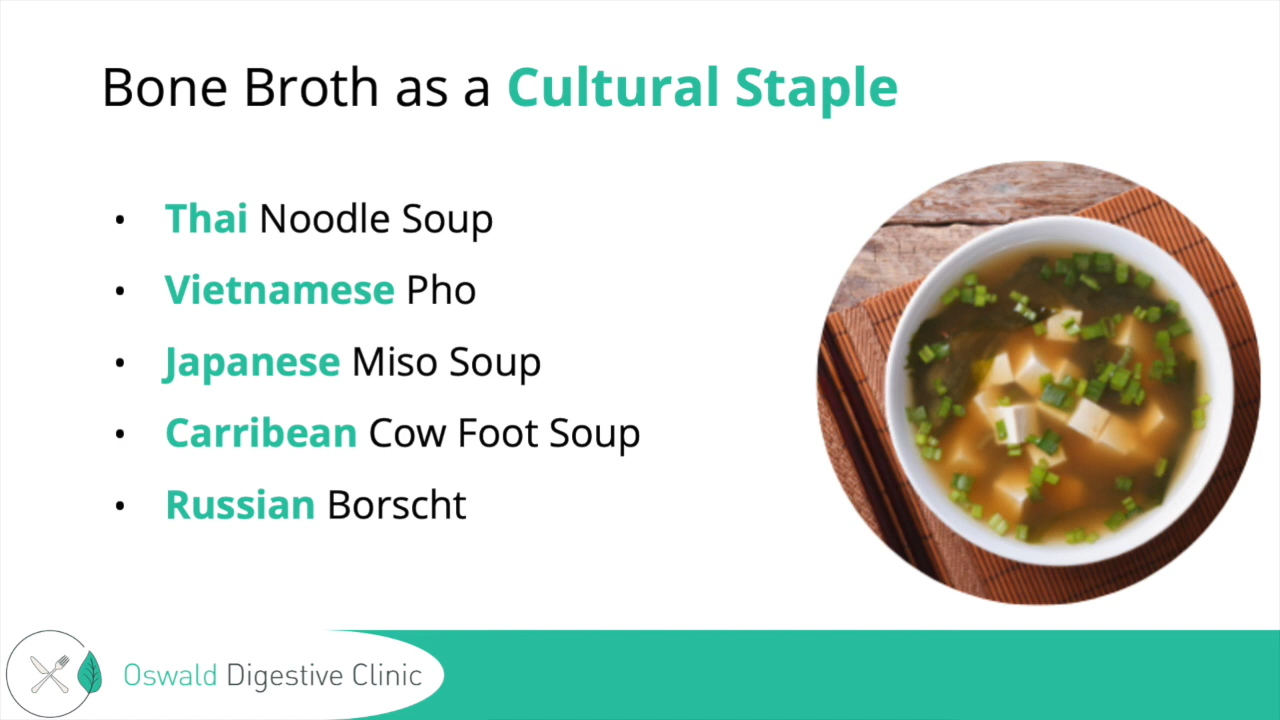 Bone Broth as a Cultural Staple
• Thai Noodle Soup
• Vietnamese Pho
• Japanese Miso Soup
• Carribean Cow Foot Soup
• Russian Borscht
Oswald Digestive Clinic